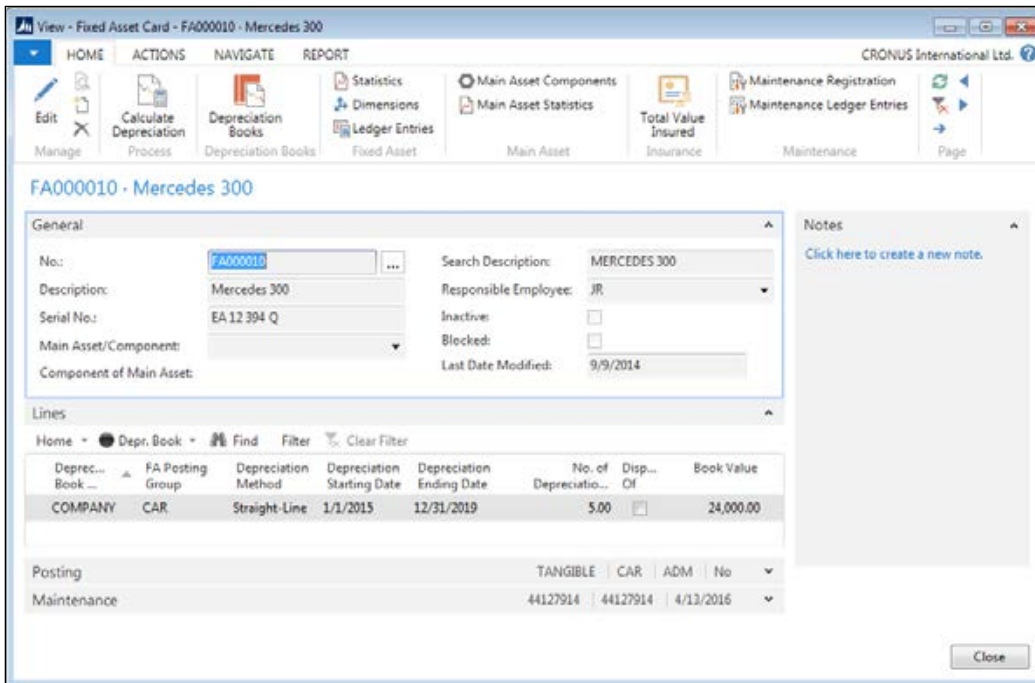 View - Fixed Asset Card - FA000010 · Mercedes 300
HOME ACTIONS NAVIGATE REPORT CRONUS International Ltd.
Edit
Manage
Calculate Depreciation
Process
Depreciation Books
Depreciation Books
Statistics
Dimensions
Ledger Entries
Fixed Asset
Main Asset Components
Main Asset Statistics
Main Asset
Total Value Insured
Insurance
Maintenance Registration
Maintenance Ledger Entries
Maintenance
Page
FA000010 · Mercedes 300
General
No.: FA000010 ...
Description: Mercedes 300
Serial No.: EA 12 394 Q
Main Asset/Component:
Component of Main Asset:
Search Description: MERCEDES 300
Responsible Employee: JR
Inactive:
Blocked:
Last Date Modified: 9/9/2014
Notes
Click here to create a new note.
Lines
Home Depr. Book Find Filter Clear Filter
Deprec... FA Posting Depreciation Depreciation Depreciation No. of Disp... Book Value
Book ... Group Method Starting Date Ending Date Depreciatio... Of
COMPANY CAR Straight-Line 1/1/2015 12/31/2019 5.00 24,000.00
Posting TANGIBLE CAR ADM No
Maintenance 44127914 44127914 4/13/2016
Close